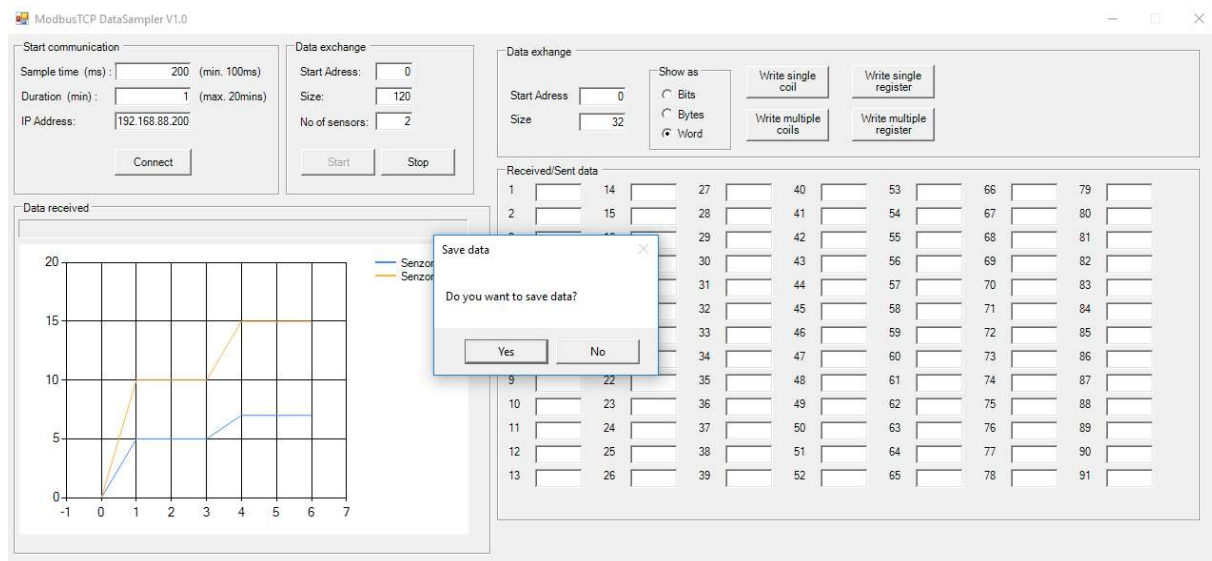 ModbusTCP DataSampler V1.0
Start communication
Sample time (ms) : 200 (min. 100ms)
Duration (min) : 1 (max. 20mins)
IP Address: 192.168.88.200
Connect
Data exchange
Start Adress: 0
Size: 120
No of sensors: 2
Start Stop
Data exhange
Start Adress 0
Size 32
Show as
Bits
Bytes
Word
Write single coil
Write single register
Write multiple coils
Write multiple register
Data received
20
15
10
5
0
-1 0 1 2 3 4 5 6 7
Save data
Do you want to save data?
Yes No
Received/Sent data
1 14 27 40 53 66 79
2 15 28 41 54 67 80
29 42 55 68 81
30 43 56 69 82
31 44 57 70 83
32 45 58 71 84
33 46 59 72 85
34 47 60 73 86
9 22 35 48 61 74 87
10 23 36 49 62 75 88
11 24 37 50 63 76 89
12 25 38 51 64 77 90
13 26 39 52 65 78 91